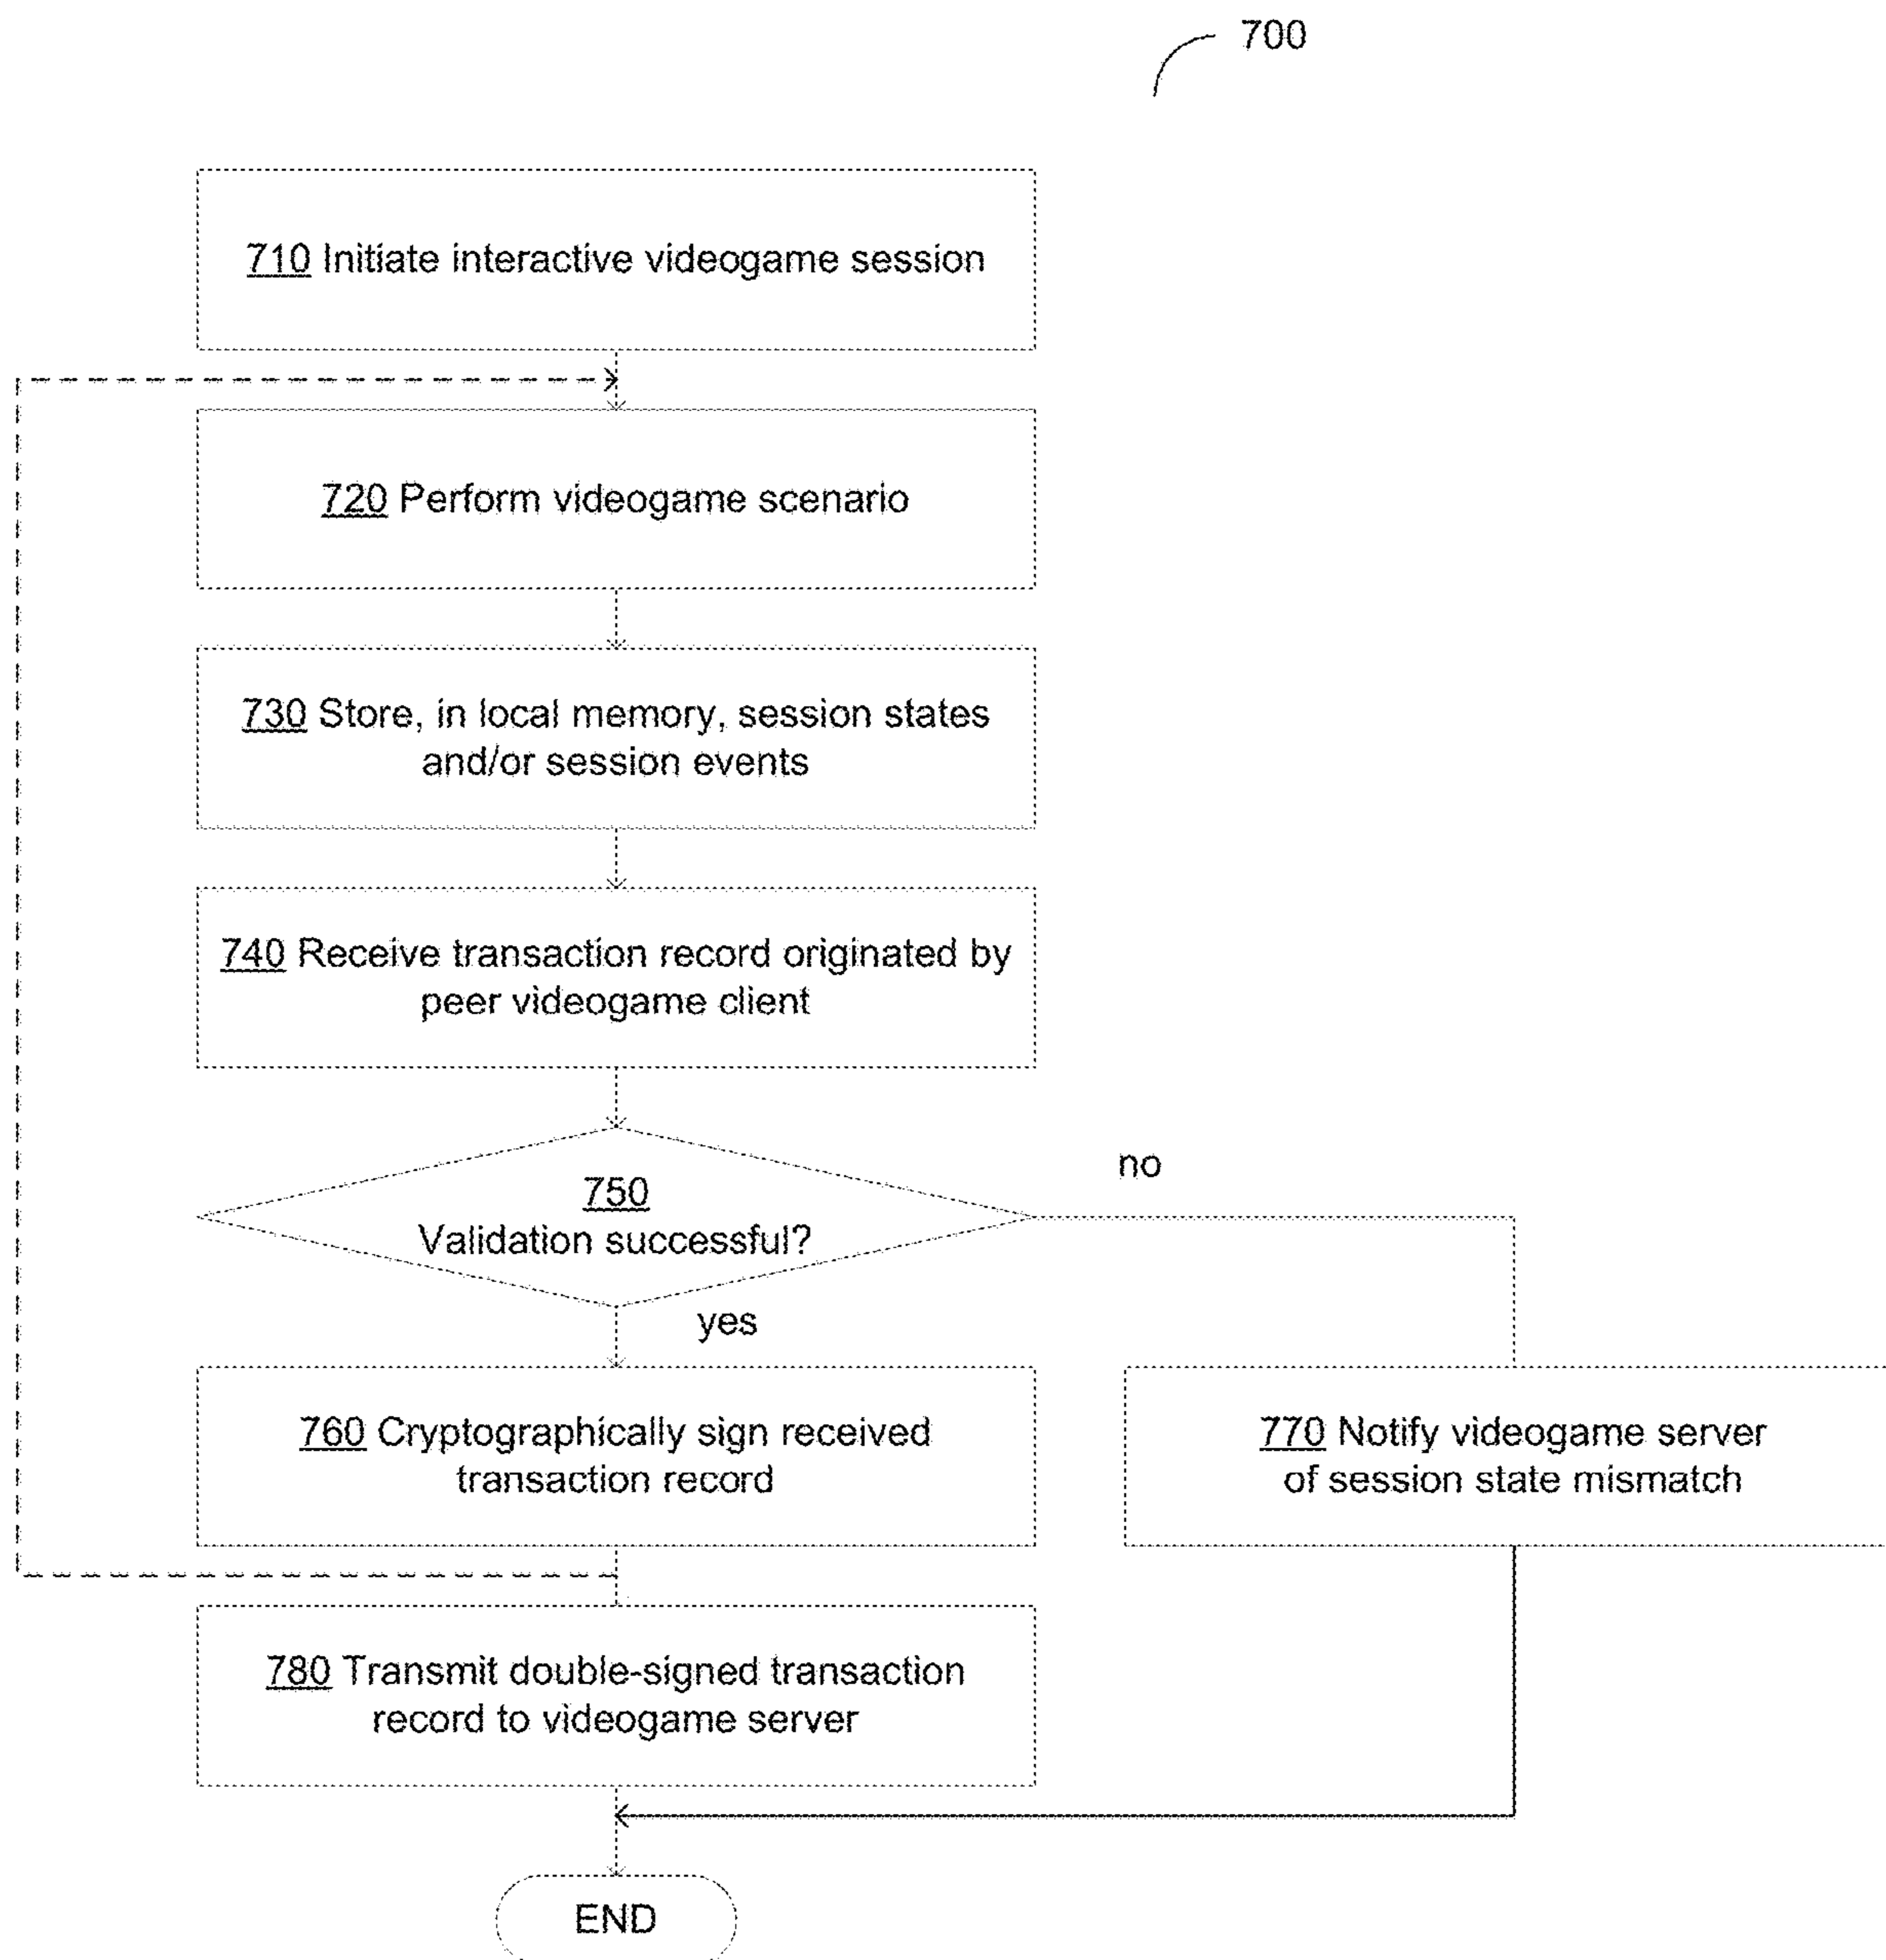 700
710 Initiate interactive videogame session
720 Perform videogame scenario
730 Store, in local memory, session states
and/or session events
740 Receive transaction record originated by
peer videogame client
750
Validation successful?
no
yes
760 Cryptographically sign received
transaction record
770 Notify videogame server
of session state mismatch
780 Transmit double-signed transaction
record to videogame server
END